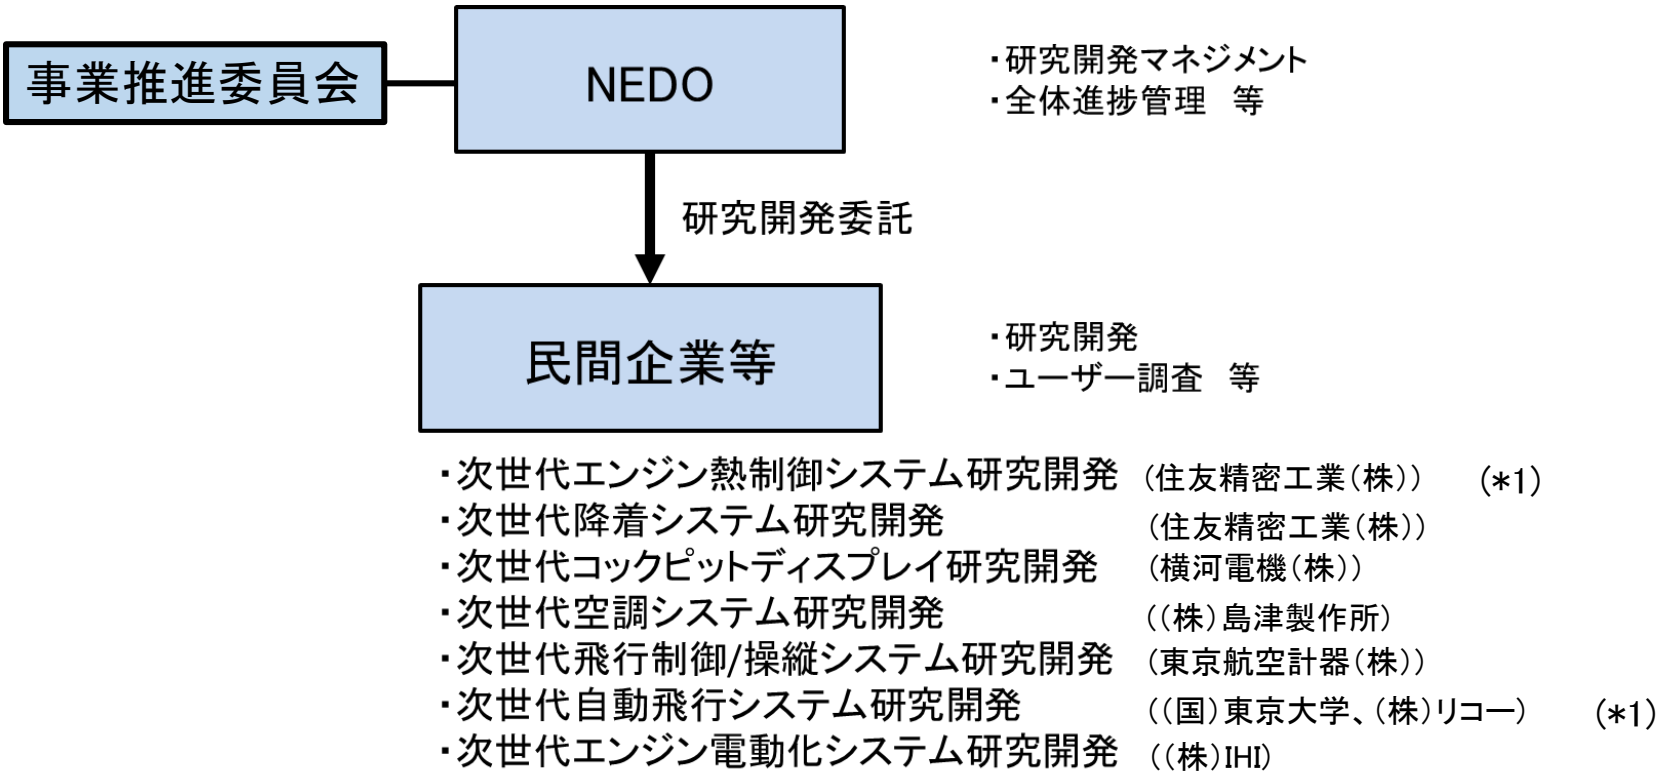 事業推進委員会
NEDO
・研究開発マネジメント
・全体進捗管理　等
研究開発委託
民間企業等
・研究開発
・ユーザー調査　等
・次世代エンジン熱制御システム研究開発 (住友精密工業(株)) (*1)
・次世代降着システム研究開発 (住友精密工業(株))
・次世代コックピットディスプレイ研究開発 (横河電機(株))
・次世代空調システム研究開発 ((株)島津製作所)
・次世代飛行制御/操縦システム研究開発 (東京航空計器(株))
・次世代自動飛行システム研究開発 ((国)東京大学、(株)リコー) (*1)
・次世代エンジン電動化システム研究開発 ((株)IHI)